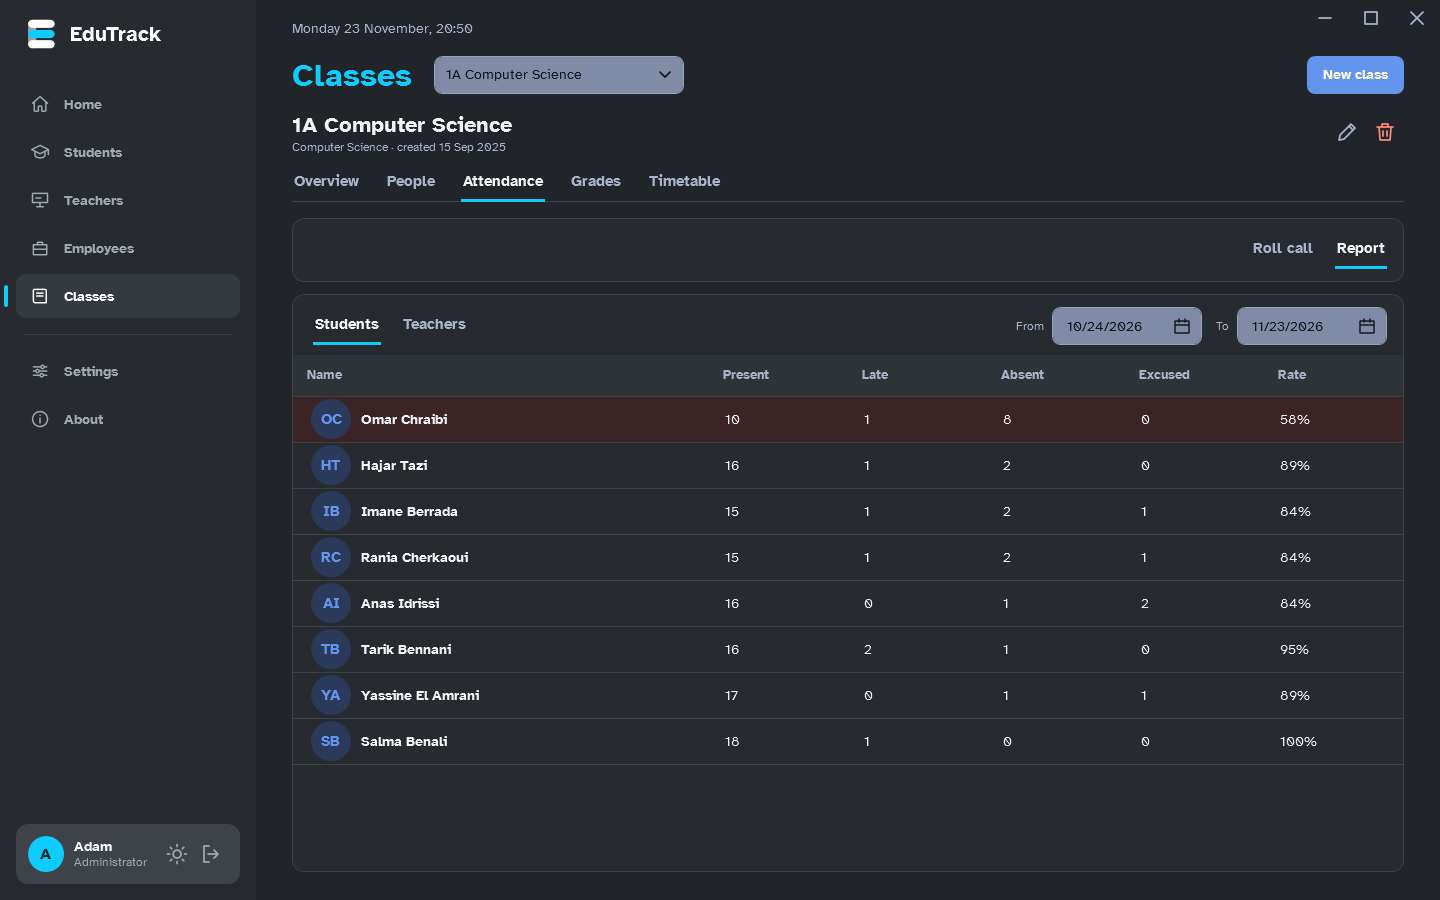 EduTrack
Home
Students
Teachers
Employees
Classes
Settings
About
A
Adam
Administrator
Monday 23 November, 20:50
Classes
1A Computer Science
New class
1A Computer Science
Computer Science · created 15 Sep 2025
Overview People Attendance Grades Timetable
Roll call Report
Students Teachers From 10/24/2026 To 11/23/2026
Name Present Late Absent Excused Rate
OC Omar Chraibi 10 1 8 0 58%
HT Hajar Tazi 16 1 2 0 89%
IB Imane Berrada 15 1 2 1 84%
RC Rania Cherkaoui 15 1 2 1 84%
AI Anas Idrissi 16 0 1 2 84%
TB Tarik Bennani 16 2 1 0 95%
YA Yassine El Amrani 17 0 1 1 89%
SB Salma Benali 18 1 0 0 100%